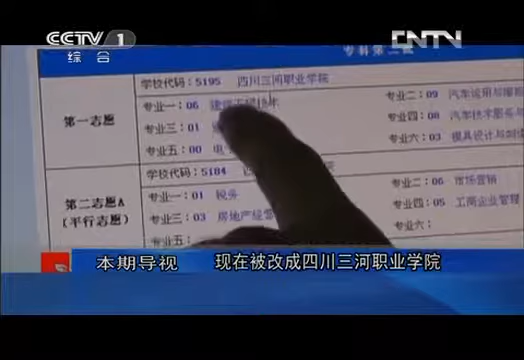 CCTV 1
综合
CNTV
专科第二批
学校代码：5195 四川三河职业学院
第一志愿
专业一：06
专业二：09 汽车运用与
专业三：01
专业四：08 汽车技术服务与
专业五：00 电
专业六：03 模具设计与制
学校代码：5184
第二志愿A
(平行志愿)
专业一：01 税务
专业二：06 市场营销
专业三：03 房地产经营
专业四：05 工商企业管理
专业五：
专业六：
本期导视 现在被改成四川三河职业学院